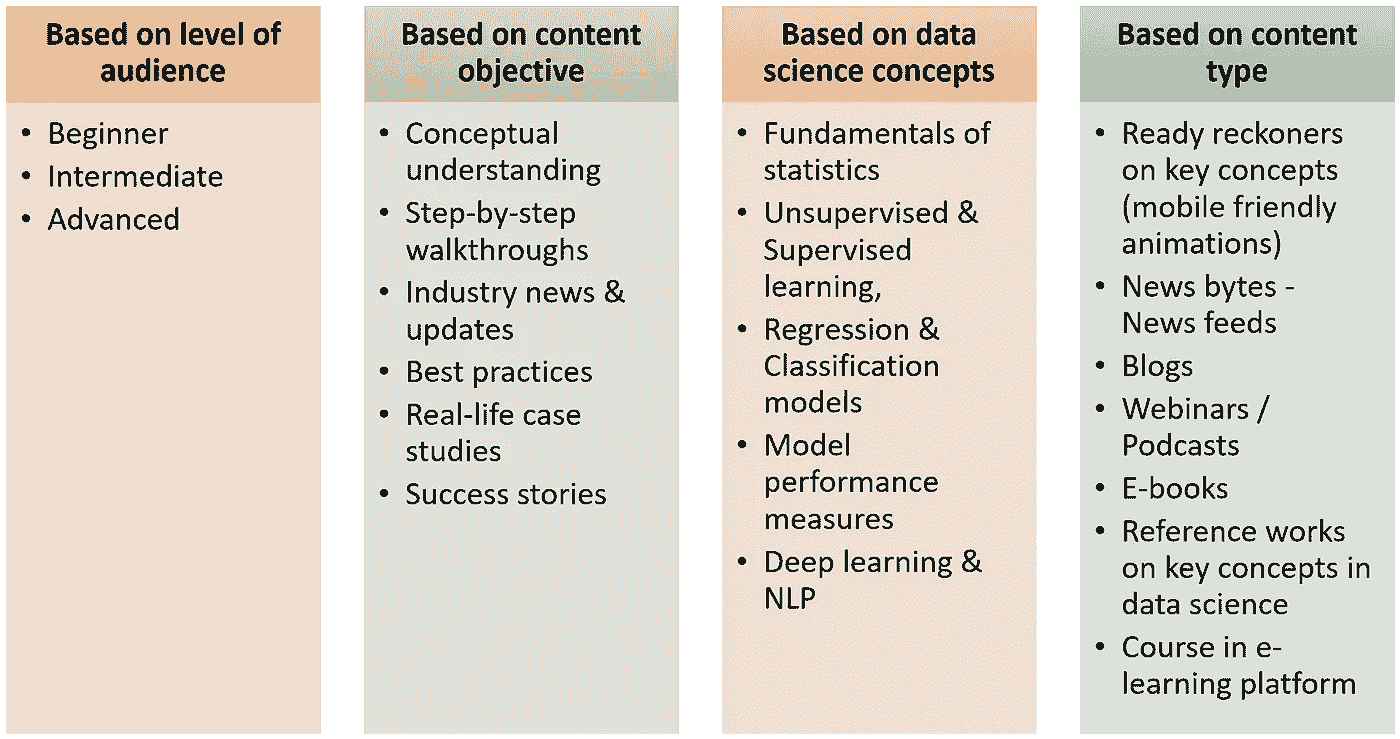 Based on level of
audience
• Beginner
• Intermediate
• Advanced
Based on content
objective
• Conceptual
understanding
• Step-by-step
walkthroughs
• Industry news &
updates
• Best practices
• Real-life case
studies
• Success stories
Based on data
science concepts
• Fundamentals of
statistics
• Unsupervised &
Supervised
learning,
• Regression &
Classification
models
• Model
performance
measures
• Deep learning &
NLP
Based on content
type
• Ready reckoners
on key concepts
(mobile friendly
animations)
• News bytes -
News feeds
• Blogs
• Webinars /
Podcasts
• E-books
• Reference works
on key concepts in
data science
• Course in e-
learning platform